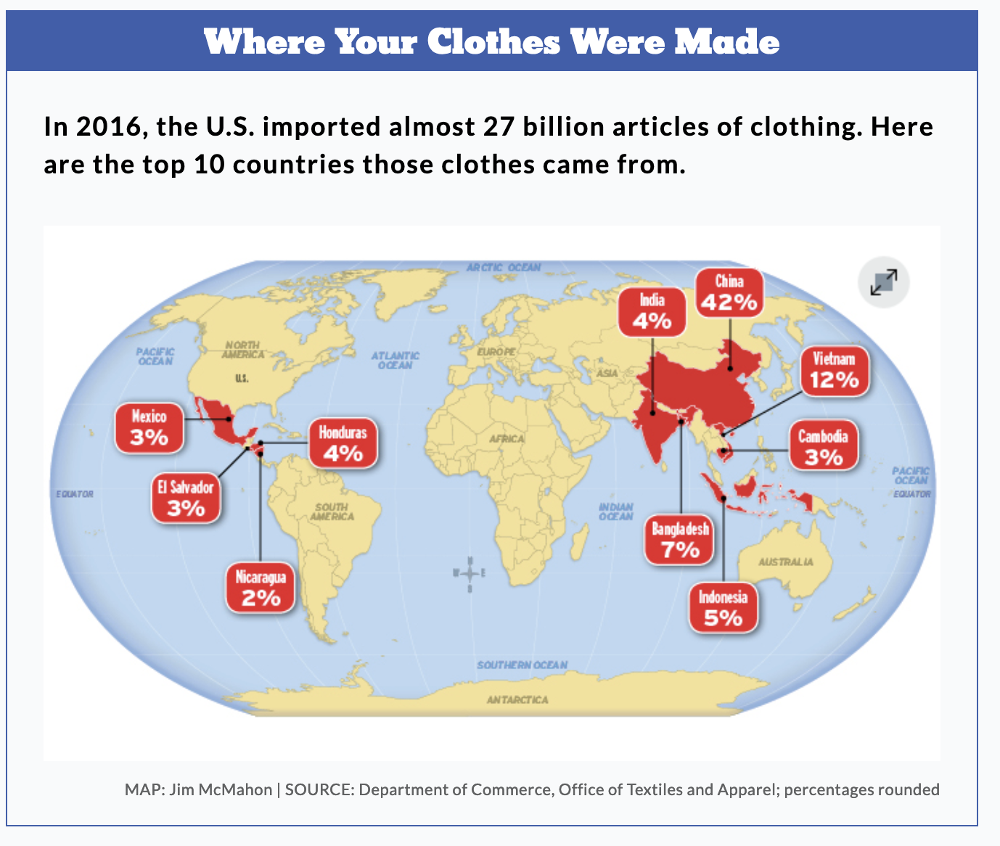 Where Your Clothes Were Made
In 2016, the U.S. imported almost 27 billion articles of clothing. Here
are the top 10 countries those clothes came from.
ARCTIC OCEAN
China
42%
India
4%
NORTH
AMERICA
U.S.
PACIFIC
OCEAN
ATLANTIC
OCEAN
EUROPE
ASIA
Vietnam
12%
Mexico
3%
Honduras
4%
AFRICA
Cambodia
3%
El Salvador
3%
EQUATOR
SOUTH
AMERICA
INDIAN
OCEAN
PACIFIC
OCEAN
EQUATOR
Bangladesh
7%
Nicaragua
2%
N
W E
S
AUSTRALIA
Indonesia
5%
SOUTHERN OCEAN
ANTARCTICA
MAP: Jim McMahon | SOURCE: Department of Commerce, Office of Textiles and Apparel; percentages rounded